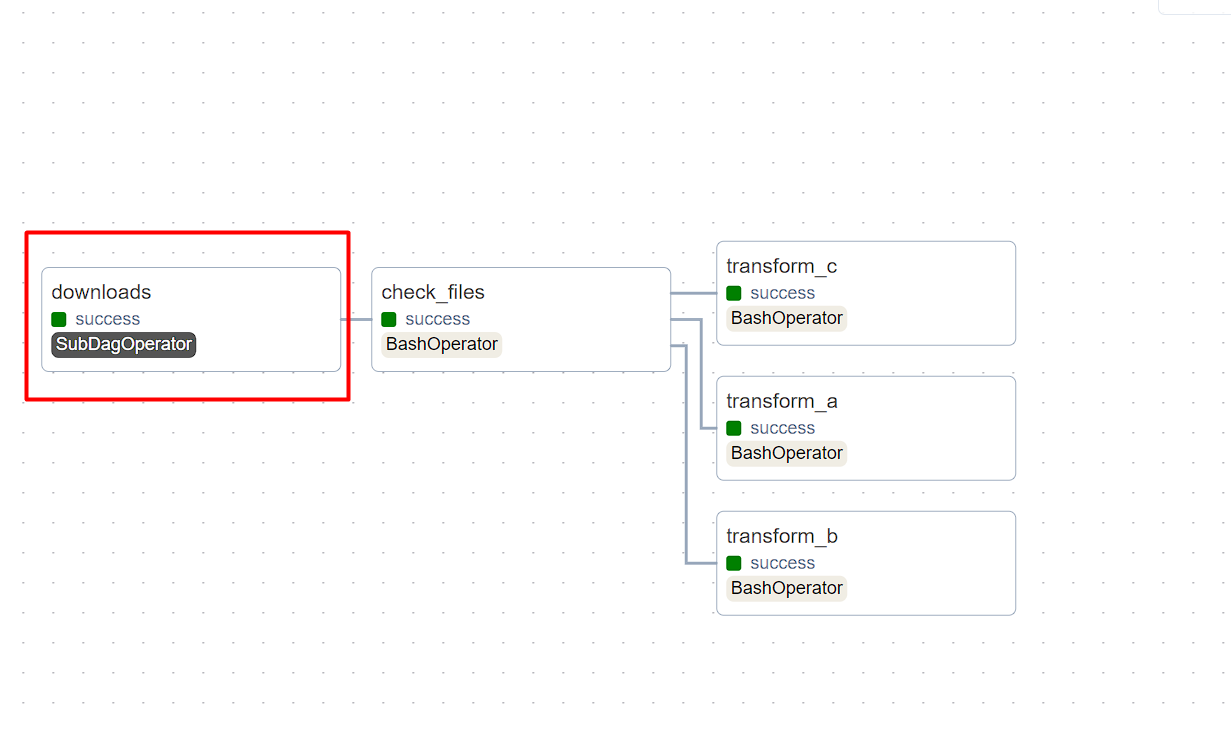 downloads
success
SubDagOperator
check_files
success
BashOperator
transform_c
success
BashOperator
transform_a
success
BashOperator
transform_b
success
BashOperator